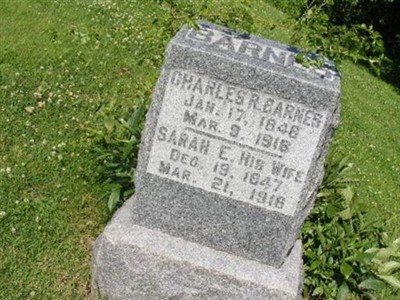 BARNES
CHARLES R. BARNES
JAN. 17, 1848
MAR. 9, 1916
SARAH E. HIS WIFE
DEC. 19, 1847
MAR. 21, 1916